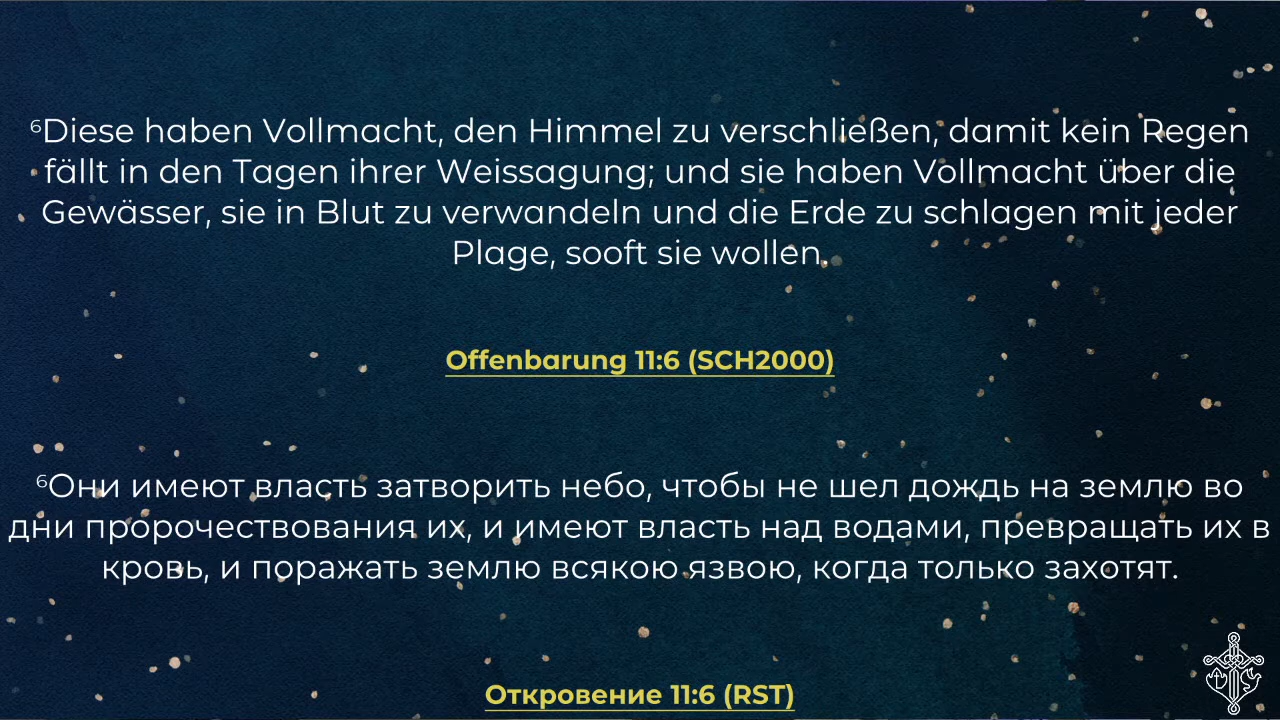 ⁶Diese haben Vollmacht, den Himmel zu verschließen, damit kein Regen
fällt in den Tagen ihrer Weissagung; und sie haben Vollmacht über die
Gewässer, sie in Blut zu verwandeln und die Erde zu schlagen mit jeder
Plage, sooft sie wollen.
Offenbarung 11:6 (SCH2000)
⁶Они имеют власть затворить небо, чтобы не шел дождь на землю во
дни пророчествования их, и имеют власть над водами, превращать их в
кровь, и поражать землю всякою язвою, когда только захотят.
Откровение 11:6 (RST)